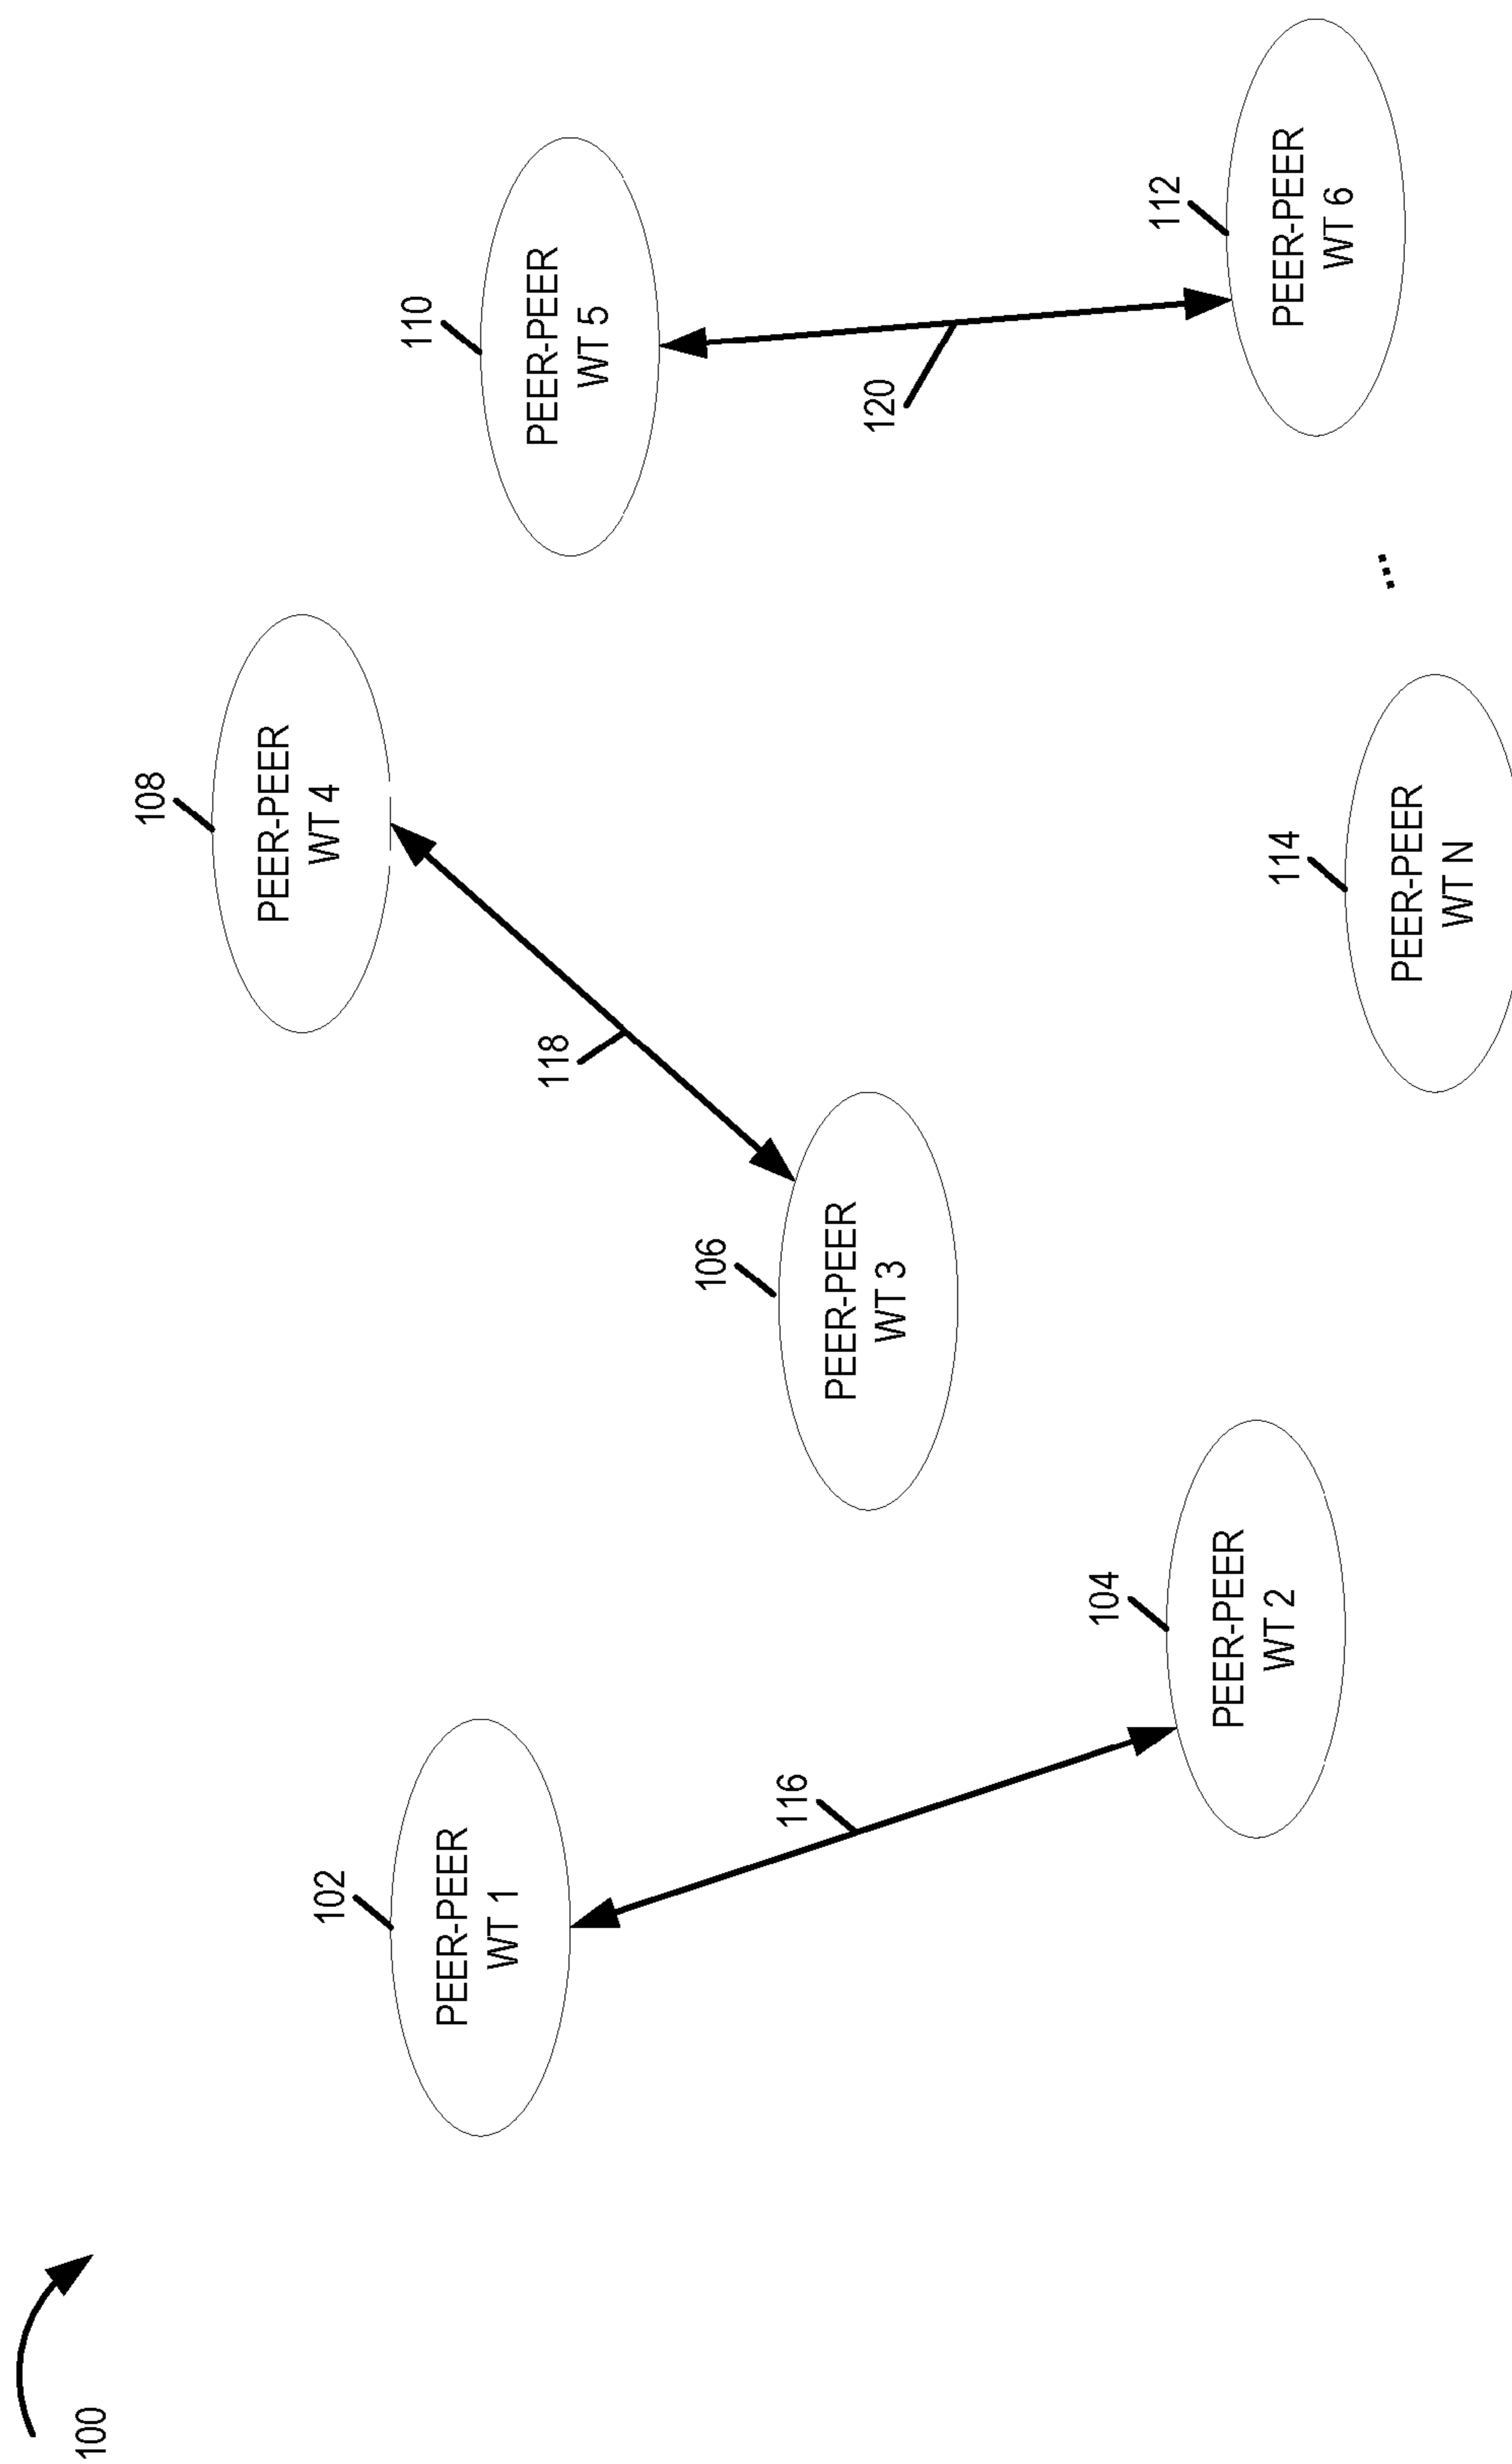 100
108
PEER-PEER
WT 4
102
110
PEER-PEER
WT 1
PEER-PEER
WT 5
118
106
116
PEER-PEER
WT 3
120
104
112
PEER-PEER
WT 2
PEER-PEER
WT 6
114
...
PEER-PEER
WT N